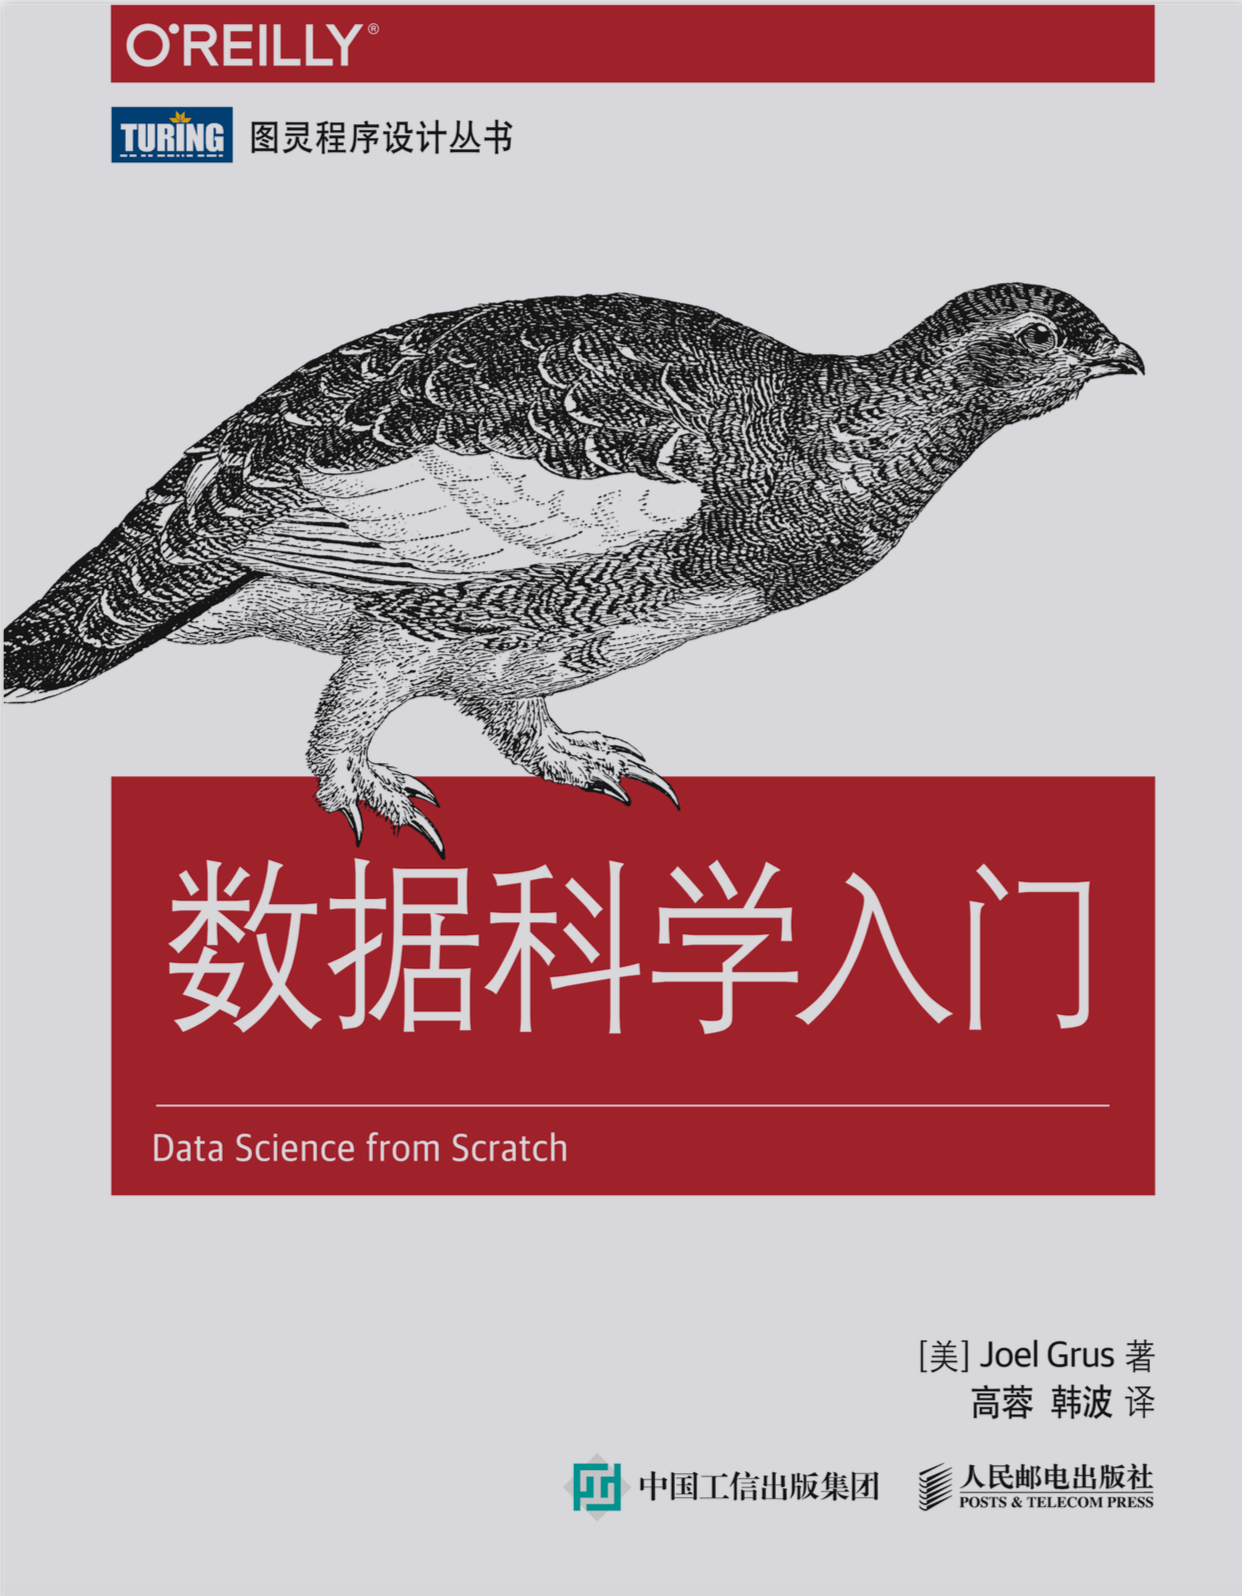 O'REILLY®
TURING 图灵程序设计丛书
数据科学入门
Data Science from Scratch
[美] Joel Grus 著
高蓉 韩波 译
中国工信出版集团
人民邮电出版社
POSTS & TELECOM PRESS